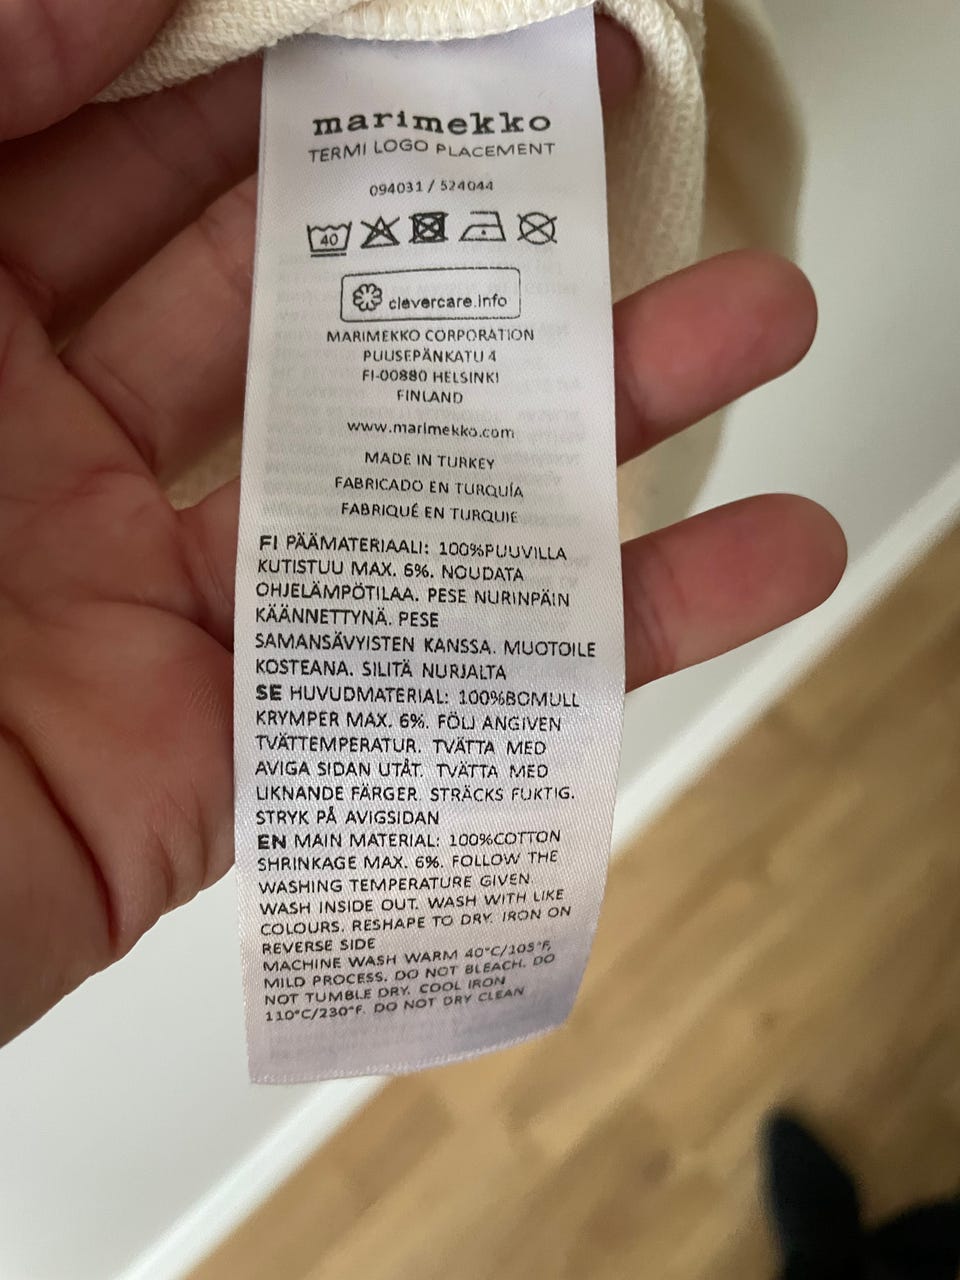 marimekko
TERMI LOGO PLACEMENT
094031 / 524044
40
clevercare.info
MARIMEKKO CORPORATION
PUUSEPÄNKATU 4
FI-00880 HELSINKI
FINLAND
www.marimekko.com
MADE IN TURKEY
FABRICADO EN TURQUÍA
FABRIQUÉ EN TURQUIE
FI PÄÄMATERIAALI: 100%PUUVILLA
KUTISTUU MAX. 6%. NOUDATA
OHJELÄMPÖTILAA. PESE NURINPÄIN
KÄÄNNETTYNÄ. PESE
SAMANSÄVYISTEN KANSSA. MUOTOILE
KOSTEANA. SILITÄ NURJALTA
SE HUVUDMATERIAL: 100%BOMULL
KRYMPER MAX. 6%. FÖLJ ANGIVEN
TVÄTTEMPERATUR. TVÄTTA MED
AVIGA SIDAN UTÅT. TVÄTTA MED
LIKNANDE FÄRGER. STRÄCKS FUKTIG.
STRYK PÅ AVIGSIDAN
EN MAIN MATERIAL: 100%COTTON
SHRINKAGE MAX. 6%. FOLLOW THE
WASHING TEMPERATURE GIVEN.
WASH INSIDE OUT. WASH WITH LIKE
COLOURS. RESHAPE TO DRY. IRON ON
REVERSE SIDE
MACHINE WASH WARM 40°C/105°F,
MILD PROCESS. DO NOT BLEACH. DO
NOT TUMBLE DRY. COOL IRON
110°C/230°F. DO NOT DRY CLEAN